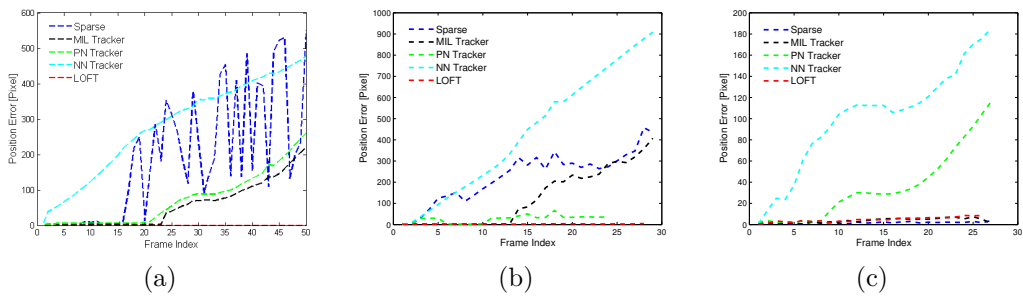 600
500
400
300
200
100
0
Position Error [Pixel]
Sparse
MIL Tracker
PN Tracker
NN Tracker
LOFT
1 5 10 15 20 25 30 35 40 45 50
Frame Index
(a)
1000
900
800
700
600
500
400
300
200
100
0
Position Error [Pixel]
Sparse
MIL Tracker
PN Tracker
NN Tracker
LOFT
0 5 10 15 20 25 30
Frame Index
(b)
200
180
160
140
120
100
80
60
40
20
0
Position Error [Pixel]
Sparse
MIL Tracker
PN Tracker
NN Tracker
LOFT
0 5 10 15 20 25 30
Frame Index
(c)